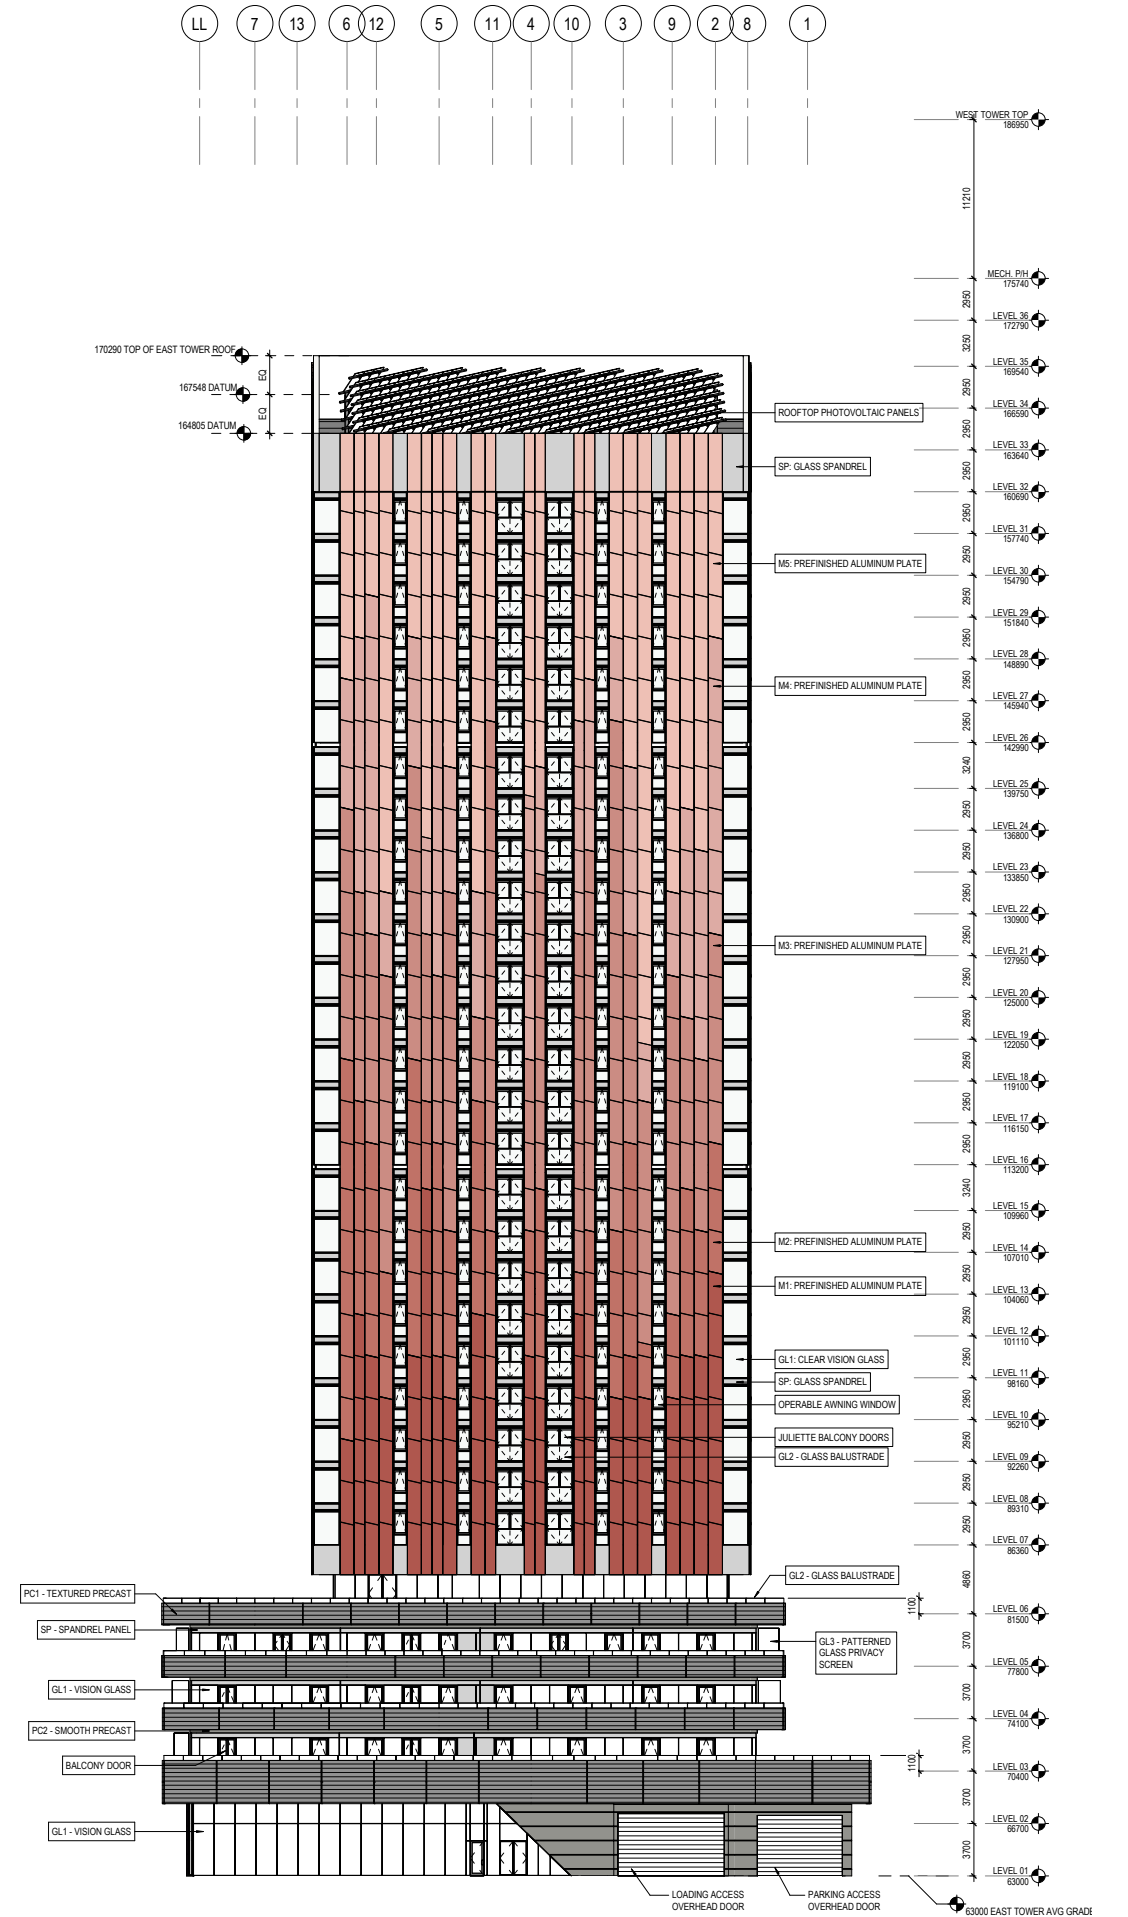 LL 7 13 6 12 5 11 4 10 3 9 2 8 1
WEST TOWER TOP
186950
11210
MECH. P/H
175740
2950
LEVEL 36
172790
3250
170290 TOP OF EAST TOWER ROOF
LEVEL 35
169540
EQ
2950
167548 DATUM
LEVEL 34
166590
EQ
ROOFTOP PHOTOVOLTAIC PANELS
2950
164805 DATUM
LEVEL 33
163640
SP: GLASS SPANDREL
2950
LEVEL 32
160690
2950
LEVEL 31
157740
2950
M5: PREFINISHED ALUMINUM PLATE
LEVEL 30
154790
2950
LEVEL 29
151840
2950
LEVEL 28
148890
2950
M4: PREFINISHED ALUMINUM PLATE
LEVEL 27
145940
2950
LEVEL 26
142990
3240
LEVEL 25
139750
2950
LEVEL 24
136800
2950
LEVEL 23
133850
2950
LEVEL 22
130900
2950
M3: PREFINISHED ALUMINUM PLATE
LEVEL 21
127950
2950
LEVEL 20
125000
2950
LEVEL 19
122050
2950
LEVEL 18
119100
2950
LEVEL 17
116150
2950
LEVEL 16
113200
3240
LEVEL 15
109960
2950
M2: PREFINISHED ALUMINUM PLATE
LEVEL 14
107010
2950
M1: PREFINISHED ALUMINUM PLATE
LEVEL 13
104060
2950
LEVEL 12
101110
2950
GL1: CLEAR VISION GLASS
LEVEL 11
98160
SP: GLASS SPANDREL
2950
OPERABLE AWNING WINDOW
LEVEL 10
95210
JULIETTE BALCONY DOORS
2950
GL2 - GLASS BALUSTRADE
LEVEL 09
92260
2950
LEVEL 08
89310
2950
LEVEL 07
86360
4860
GL2 - GLASS BALUSTRADE
PC1 - TEXTURED PRECAST
1100
LEVEL 06
81500
SP - SPANDREL PANEL
3700
GL3 - PATTERNED
GLASS PRIVACY
SCREEN
LEVEL 05
77800
GL1 - VISION GLASS
3700
LEVEL 04
74100
PC2 - SMOOTH PRECAST
3700
BALCONY DOOR
1100
LEVEL 03
70400
3700
LEVEL 02
66700
GL1 - VISION GLASS
3700
LEVEL 01
63000
LOADING ACCESS
OVERHEAD DOOR
PARKING ACCESS
OVERHEAD DOOR
63000 EAST TOWER AVG GRADE